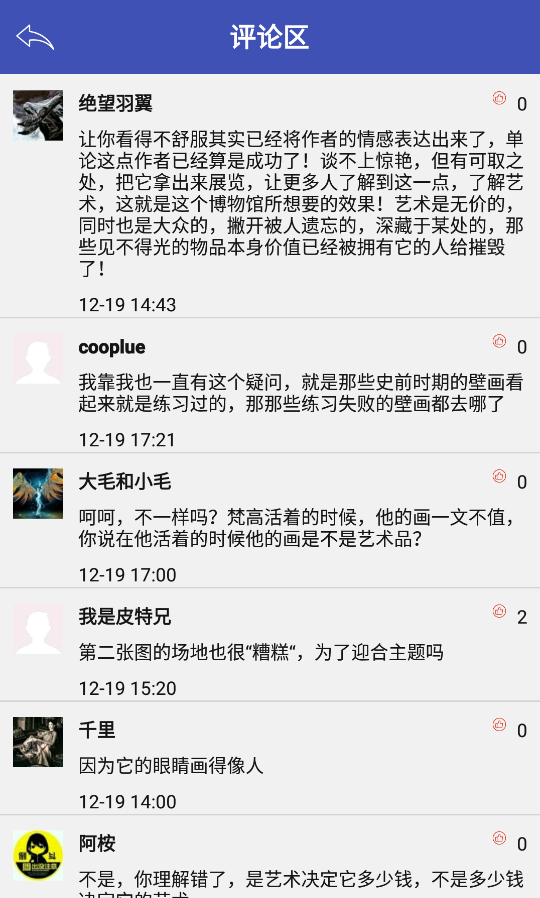 评论区
绝望羽翼
0
让你看得不舒服其实已经将作者的情感表达出来了，单
论这点作者已经算是成功了！谈不上惊艳，但有可取之
处，把它拿出来展览，让更多人了解到这一点，了解艺
术，这就是这个博物馆所想要的效果！艺术是无价的，
同时也是大众的，撇开被人遗忘的，深藏于某处的，那
些见不得光的物品本身价值已经被拥有它的人给摧毁
了！
12-19 14:43
cooplue
0
我靠我也一直有这个疑问，就是那些史前时期的壁画看
起来就是练习过的，那那些练习失败的壁画都去哪了
12-19 17:21
大毛和小毛
0
呵呵，不一样吗？梵高活着的时候，他的画一文不值，
你说在他活着的时候他的画是不是艺术品？
12-19 17:00
我是皮特兄
2
第二张图的场地也很“糟糕“，为了迎合主题吗
12-19 15:20
千里
0
因为它的眼睛画得像人
12-19 14:00
阿桉
0
不是，你理解错了，是艺术决定它多少钱，不是多少钱